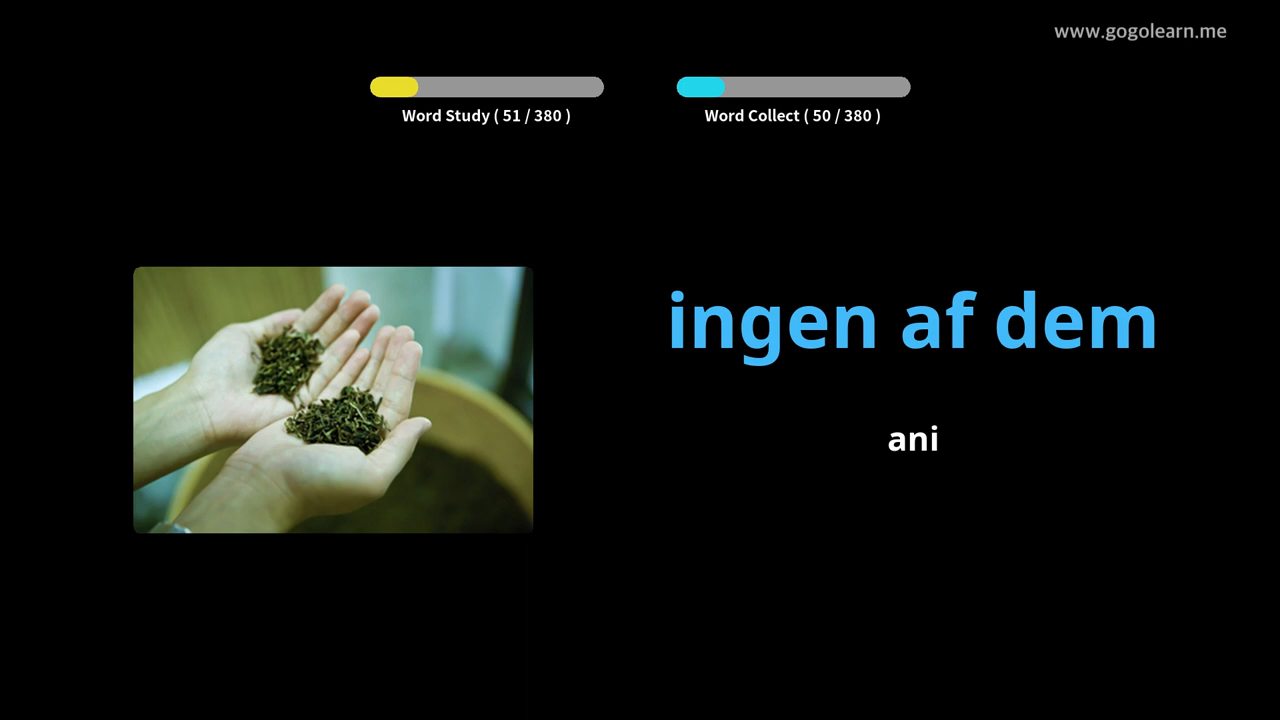 www.gogolearn.me
Word Study ( 51 / 380 )
Word Collect ( 50 / 380 )
ingen af dem
ani